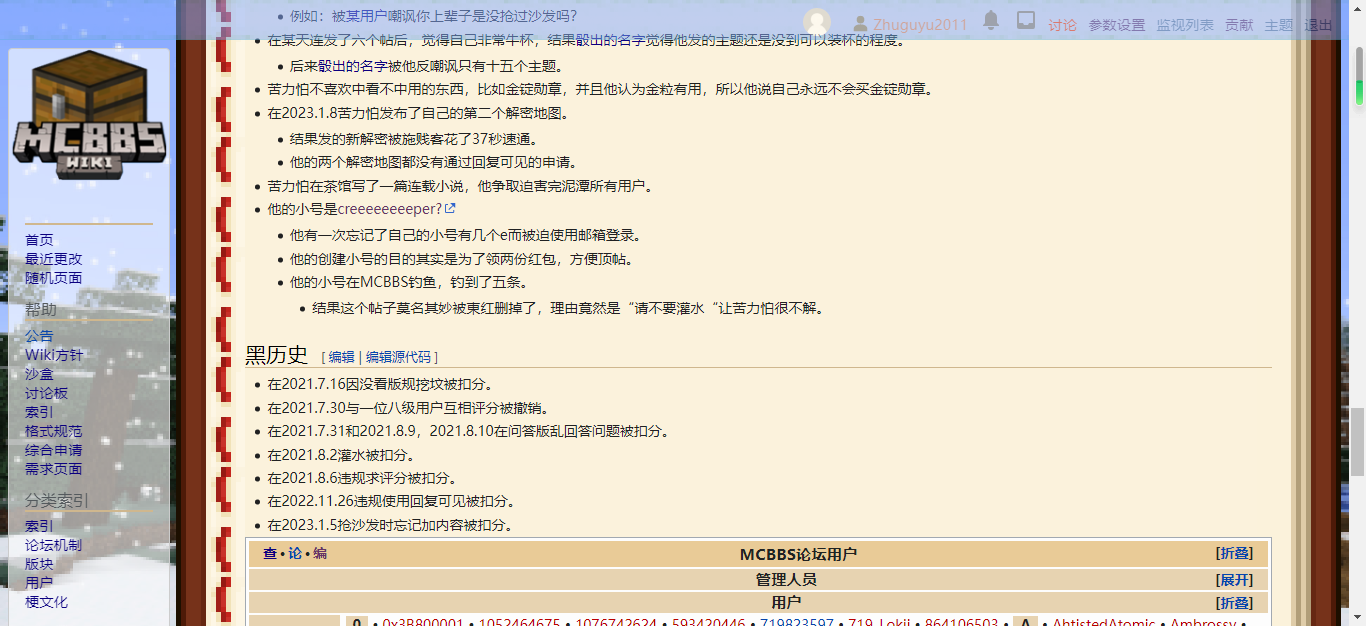 例如：被某用户嘲讽你上辈子是没抢过沙发吗？
Zhuguyu2011 讨论 参数设置 监视列表 贡献 主题 退出
在某天连发了六个帖后，觉得自己非常牛杯，结果骰出的名字觉得他发的主题还是没到可以装杯的程度。
后来骰出的名字被他反嘲讽只有十五个主题。
苦力怕不喜欢中看不中用的东西，比如金锭勋章，并且他认为金粒有用，所以他说自己永远不会买金锭勋章。
在2023.1.8苦力怕发布了自己的第二个解密地图。
结果发的新解密被施贱客花了37秒速通。
他的两个解密地图都没有通过回复可见的申请。
苦力怕在茶馆写了一篇连载小说，他争取迫害完泥潭所有用户。
他的小号是creeeeeeeeper?
他有一次忘记了自己的小号有几个e而被迫使用邮箱登录。
他的创建小号的目的其实是为了领两份红包，方便顶帖。
他的小号在MCBBS钓鱼，钓到了五条。
结果这个帖子莫名其妙被柬红删掉了，理由竟然是“请不要灌水“让苦力怕很不解。
黑历史 [ 编辑 | 编辑源代码 ]
在2021.7.16因没看版规挖坟被扣分。
在2021.7.30与一位八级用户互相评分被撤销。
在2021.7.31和2021.8.9，2021.8.10在问答版乱回答问题被扣分。
在2021.8.2灌水被扣分。
在2021.8.6违规求评分被扣分。
在2022.11.26违规使用回复可见被扣分。
在2023.1.5抢沙发时忘记加内容被扣分。
查 • 论 • 编 MCBBS论坛用户 [折叠]
管理人员 [展开]
用户 [折叠]
0 • 0x3B800001 • 1052464675 • 1076742624 • 593420446 • 719823597 • 719_Lokii • 864106503 • A • AhtistedAtomic • Ambrossy •
MCBBS
WIKI
首页
最近更改
随机页面
帮助
公告
Wiki方针
沙盒
讨论板
索引
格式规范
综合申请
需求页面
分类索引
索引
论坛机制
版块
用户
梗文化